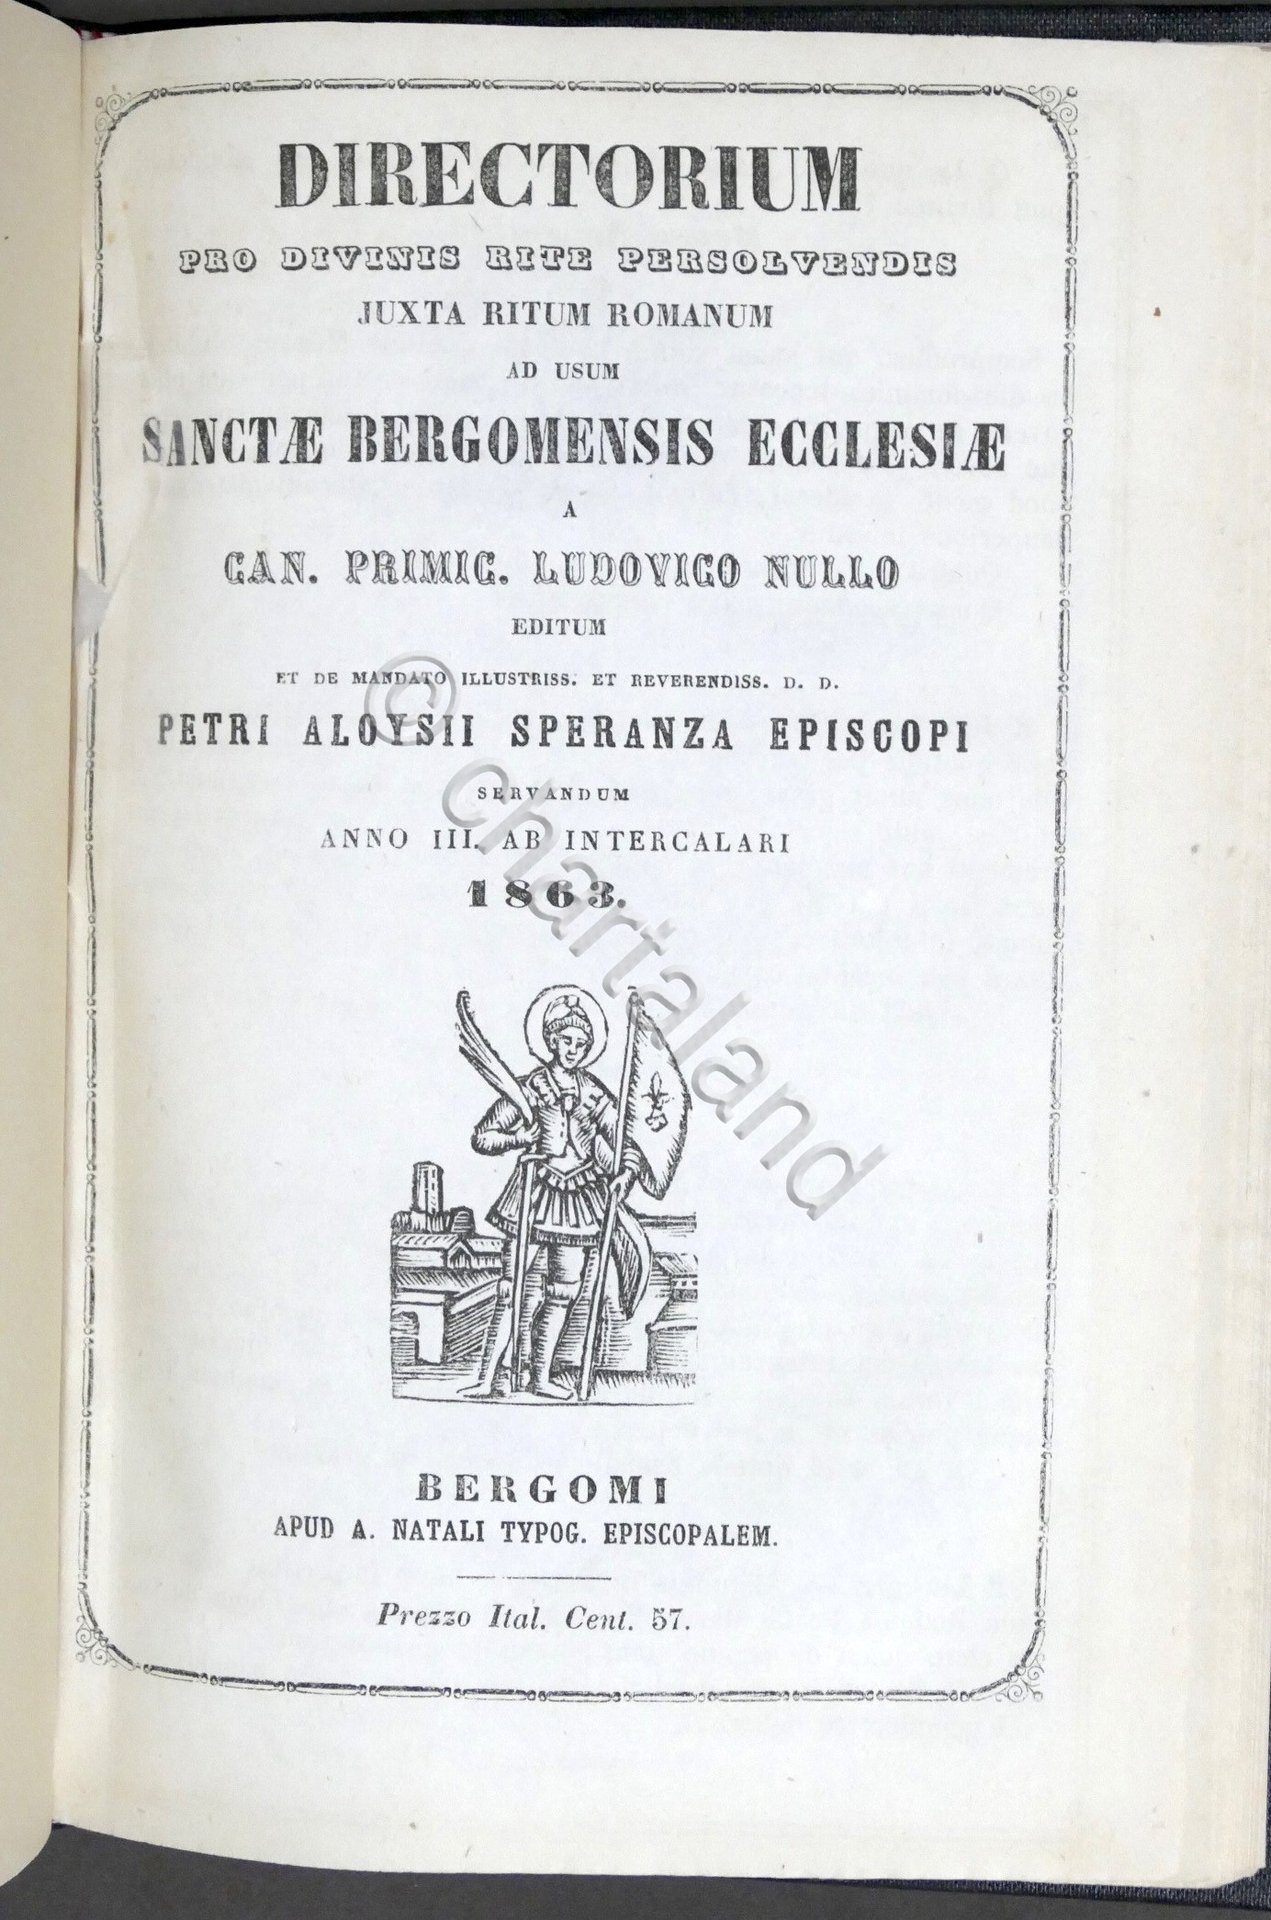 DIRECTORIUM
PRO DIVINIS RITE PERSOLVENDIS
JUXTA RITUM ROMANUM
AD USUM
SANCTÆ BERGOMENSIS ECCLESIÆ
A
CAN. PRIMIC. LUDOVICO NULLO
EDITUM
ET DE MANDATO ILLUSTRISS. ET REVERENDISS. D. D.
PETRI ALOYSII SPERANZA EPISCOPI
SERVANDUM
ANNO III. AB INTERCALARI
1863.
© chartaland
BERGOMI
APUD A. NATALI TYPOG. EPISCOPALEM.
Prezzo Ital. Cent. 57.